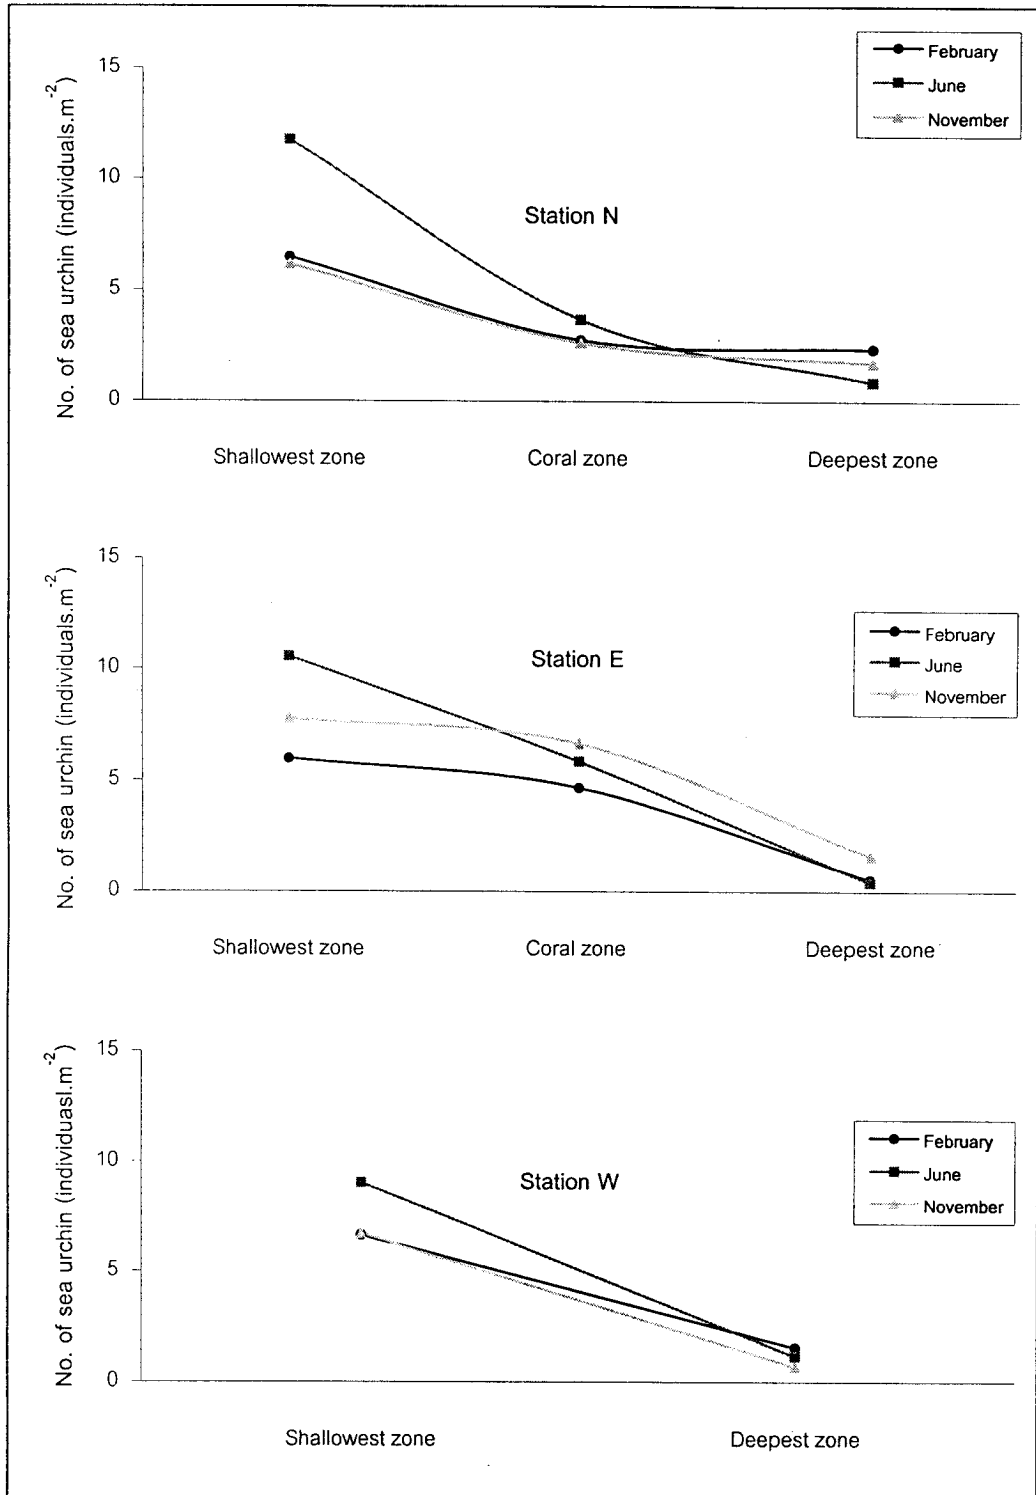 No. of sea urchin (individuals.m-2)
15
10
5
0
Station N
February
June
November
Shallowest zone
Coral zone
Deepest zone
No. of sea urchin (individuals.m-2)
15
10
5
0
Station E
February
June
November
Shallowest zone
Coral zone
Deepest zone
No. of sea urchin (individuasl.m-2)
15
10
5
0
Station W
February
June
November
Shallowest zone
Deepest zone